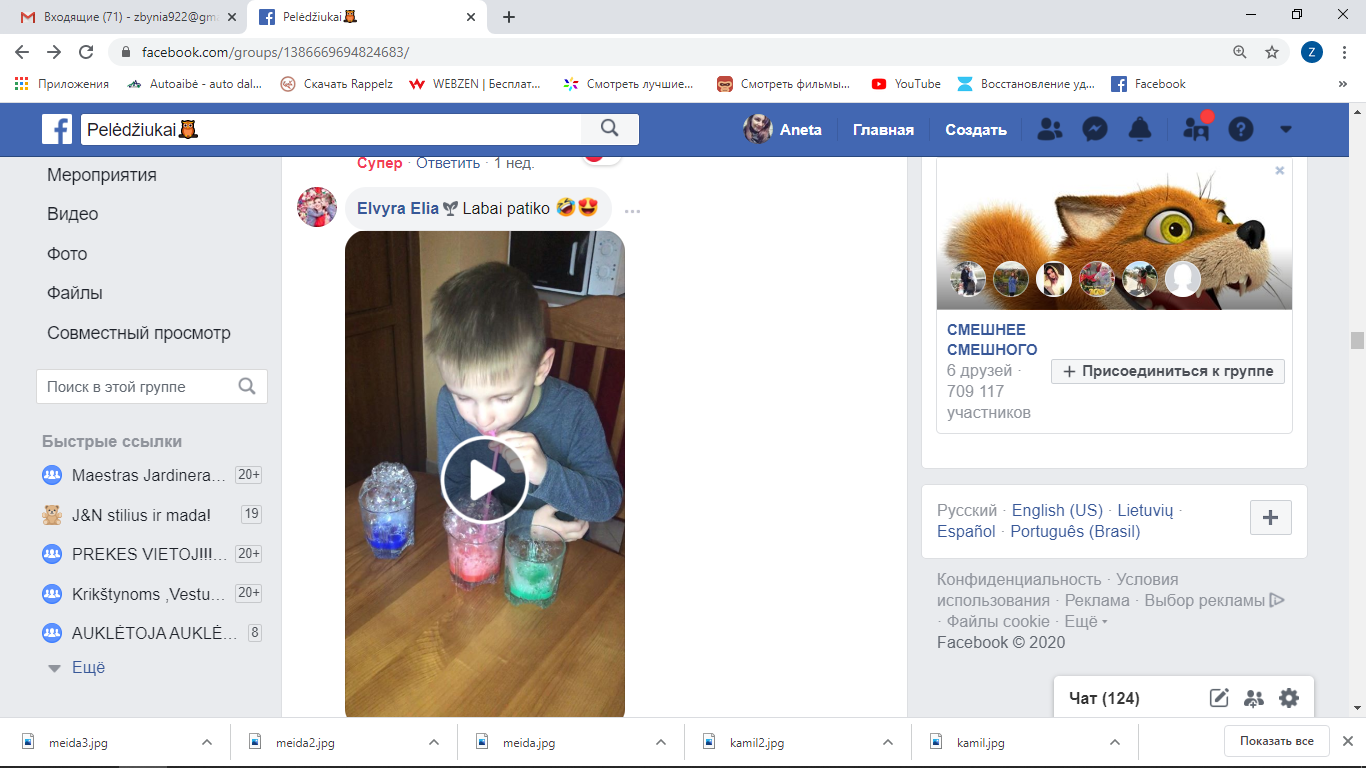 Входящие (71) - zbynia922@gm
Pelėdžiukai🦉
facebook.com/groups/1386669694824683/
Z
Приложения
Autoaibė - auto dal...
Скачать Rappelz
WEBZEN | Бесплат...
Смотреть лучшие...
Смотреть фильмы...
YouTube
Восстановление уд...
Facebook
»
Pelėdžiukai🦉
Aneta
Главная
Создать
Мероприятия
Видео
Фото
Файлы
Совместный просмотр
Поиск в этой группе
Быстрые ссылки
Maestras Jardinera... 20+
J&N stilius ir mada! 19
PREKES VIETOJ!!!... 20+
Krikštynoms ,Vestu... 20+
AUKLĖTOJA AUKLĖ... 8
Ещё
Супер · Ответить · 1 нед.
Elvyra Elia🌱 Labai patiko 🤣😍
...
СМЕШНЕЕ
СМЕШНОГО
6 друзей ·
709 117
участников
+ Присоединиться к группе
Русский · English (US) · Lietuvių ·
Español · Português (Brasil)
Конфиденциальность · Условия
использования · Реклама · Выбор рекламы
· Файлы cookie · Ещё
Facebook © 2020
Чат (124)
meida3.jpg
meida2.jpg
meida.jpg
kamil2.jpg
kamil.jpg
Показать все